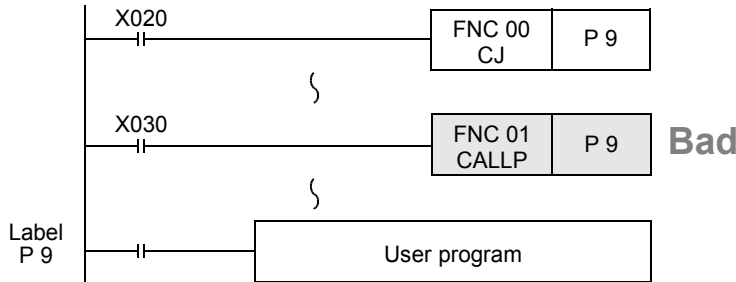 X020
FNC 00
CJ
P 9
X030
FNC 01
CALLP
P 9
Bad
Label
P 9
User program